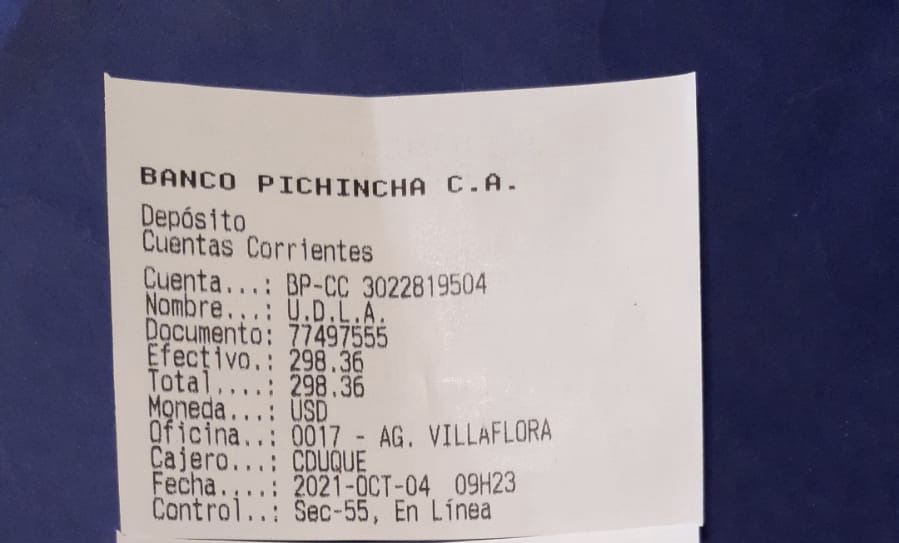 BANCO PICHINCHA C.A.
Depósito
Cuentas Corrientes
Cuenta...: BP-CC 3022819504
Nombre...: U.D.L.A.
Documento: 77497555
Efectivo.: 298.36
Total....: 298.36
Moneda...: USD
Oficina..: 0017 - AG. VILLAFLORA
Cajero...: CDUQUE
Fecha....: 2021-OCT-04 09H23
Control..: Sec-55, En Línea